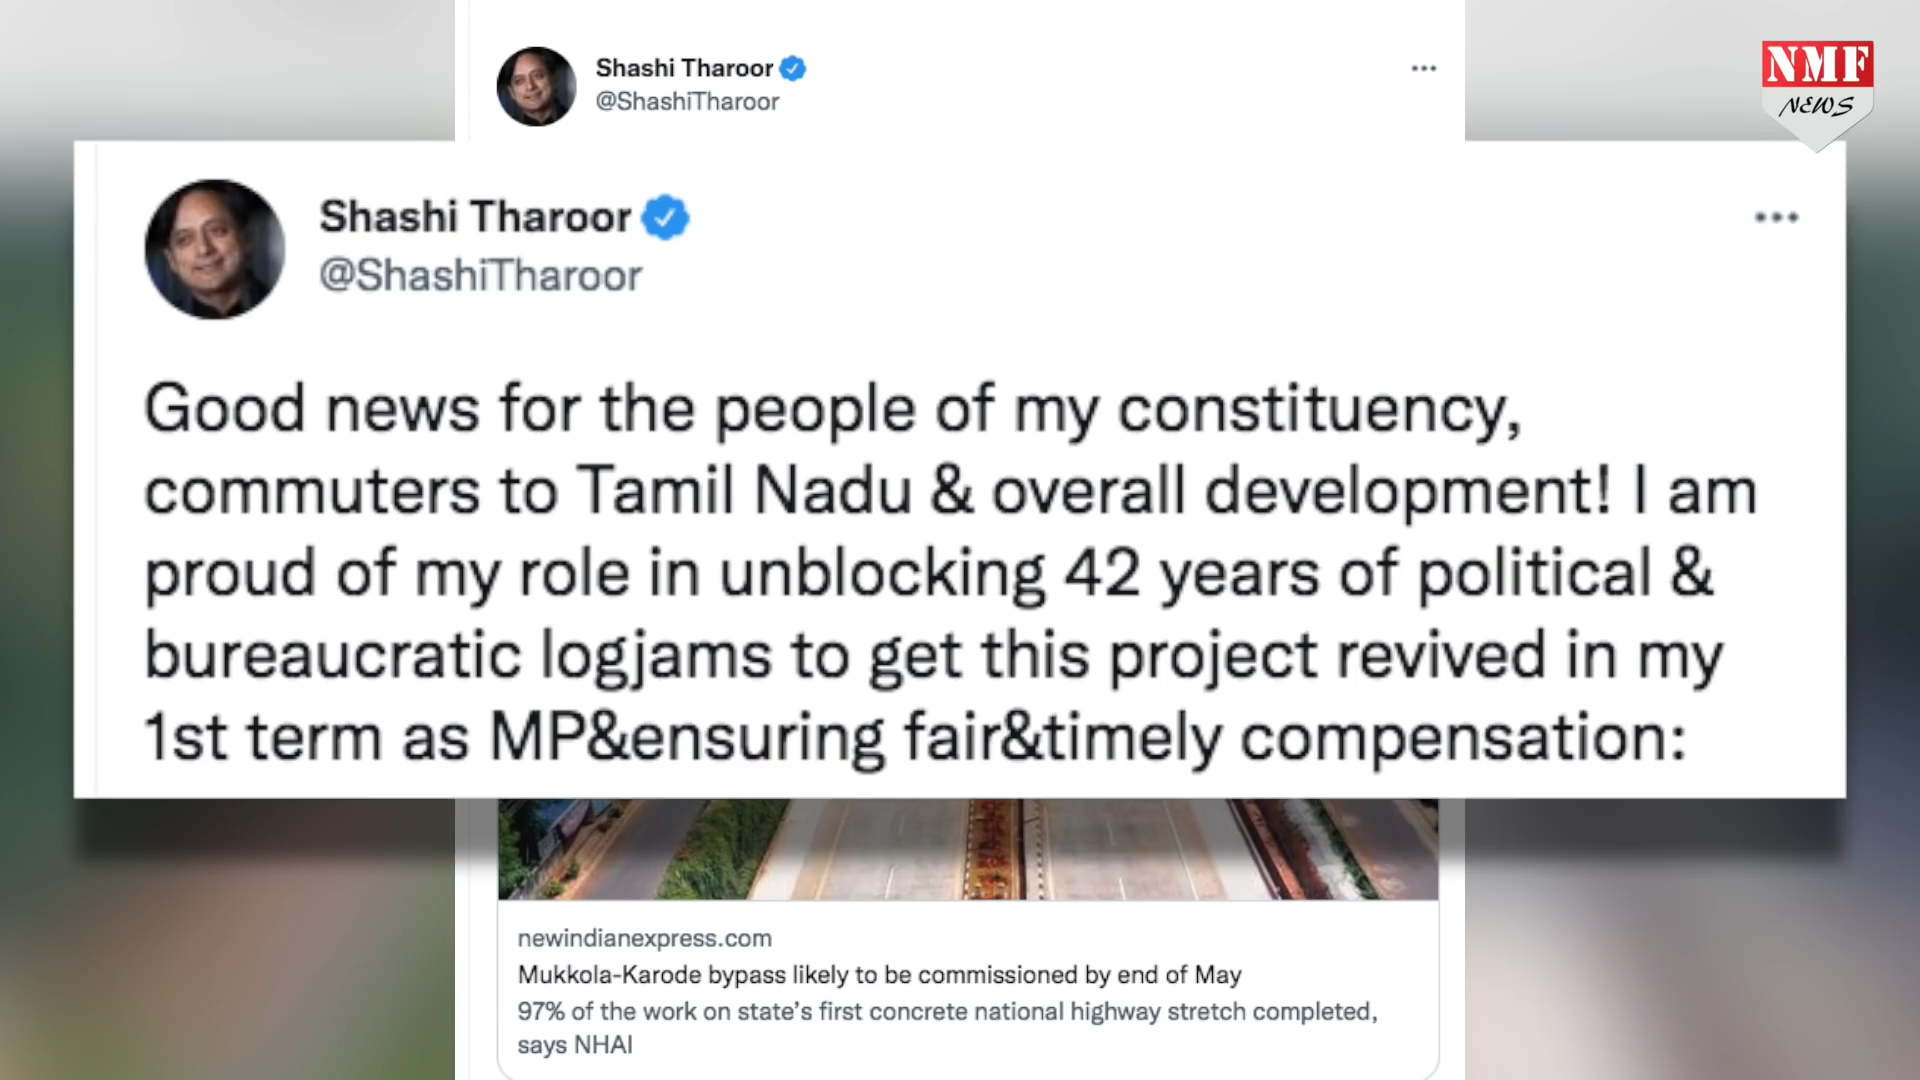 Shashi Tharoor
@ShashiTharoor
NMF
NEWS
Shashi Tharoor
@ShashiTharoor
Good news for the people of my constituency,
commuters to Tamil Nadu & overall development! I am
proud of my role in unblocking 42 years of political &
bureaucratic logjams to get this project revived in my
1st term as MP&ensuring fair&timely compensation:
newindianexpress.com
Mukkola-Karode bypass likely to be commissioned by end of May
97% of the work on state's first concrete national highway stretch completed,
says NHAI